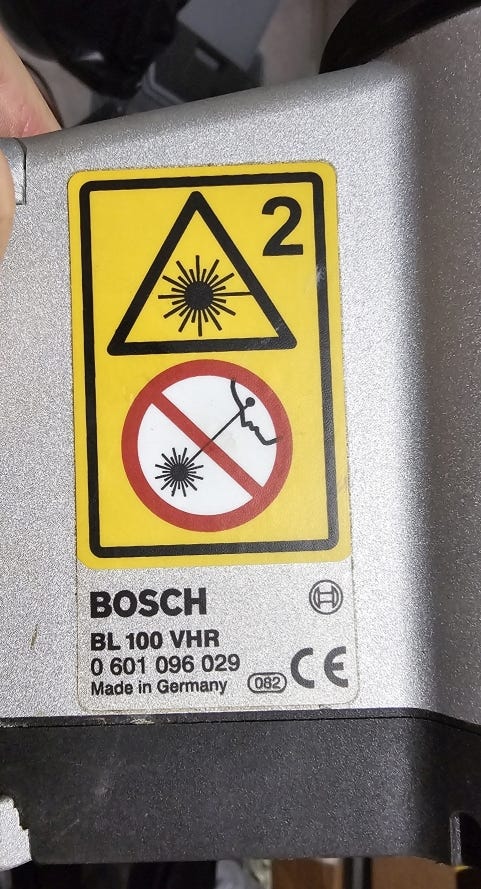 2
BOSCH
BL 100 VHR
0 601 096 029
Made in Germany 082 CE